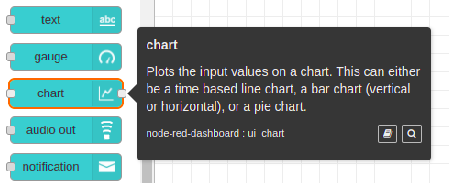 text
abc
gauge
chart
audio out
notification
chart
Plots the input values on a chart. This can either
be a time based line chart, a bar chart (vertical
or horizontal), or a pie chart.
node-red-dashboard : ui_chart